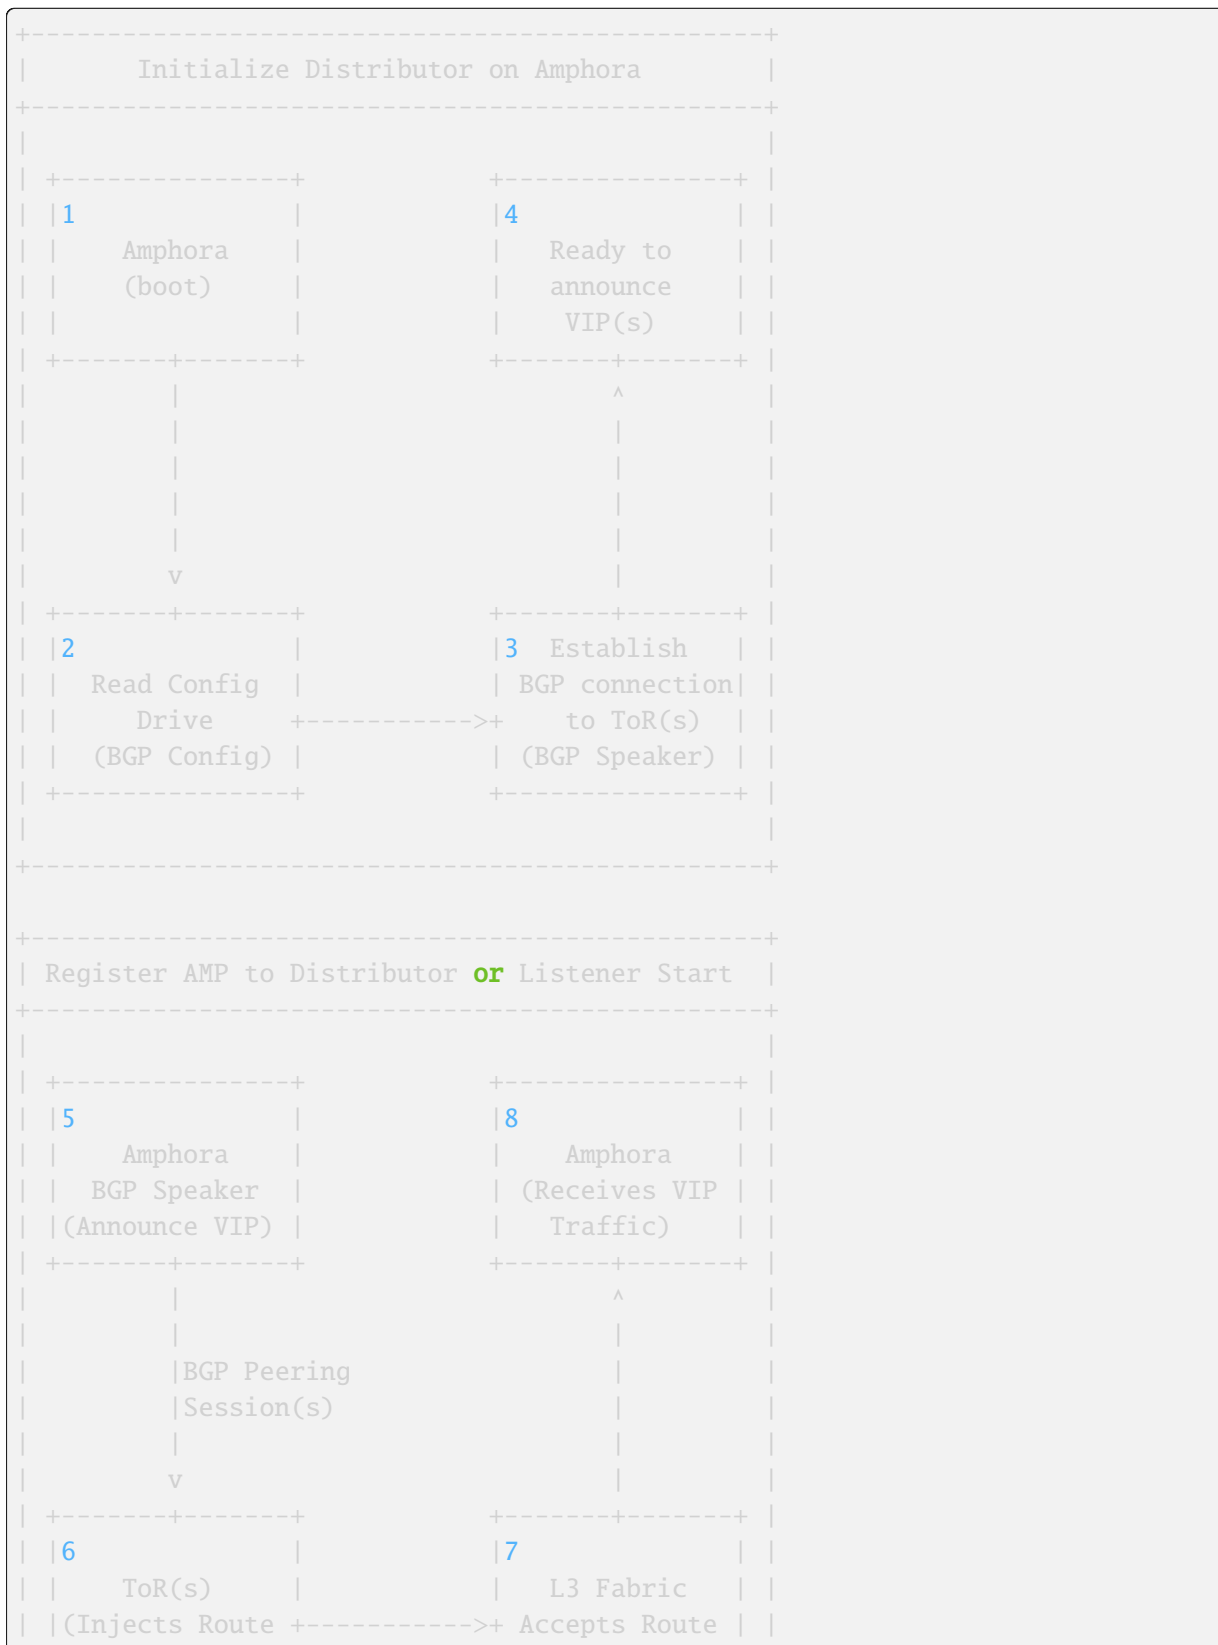 +------------------------------------------------+
|       Initialize Distributor on Amphora        |
+------------------------------------------------+
|                                                |
| +---------------+            +---------------+ |
| |1              |            |4              | |
| |    Amphora    |            |   Ready to    | |
| |    (boot)     |            |   announce    | |
| |               |            |    VIP(s)     | |
| +-------+-------+            +-------+-------+ |
|         |                            ^         |
|         |                            |         |
|         |                            |         |
|         |                            |         |
|         |                            |         |
|         v                            |         |
| +-------+-------+            +-------+-------+ |
| |2              |            |3  Establish   | |
| |  Read Config  |            | BGP connection| |
| |     Drive     +----------->+    to ToR(s)  | |
| |  (BGP Config) |            | (BGP Speaker) | |
| +---------------+            +---------------+ |
|                                                |
+------------------------------------------------+

+------------------------------------------------+
| Register AMP to Distributor or Listener Start  |
+------------------------------------------------+
|                                                |
| +---------------+            +---------------+ |
| |5              |            |8              | |
| |    Amphora    |            |    Amphora    | |
| |  BGP Speaker  |            | (Receives VIP | |
| |(Announce VIP) |            |   Traffic)    | |
| +-------+-------+            +-------+-------+ |
|         |                            ^         |
|         |                            |         |
|         |BGP Peering                 |         |
|         |Session(s)                  |         |
|         |                            |         |
|         v                            |         |
| +-------+-------+            +-------+-------+ |
| |6              |            |7              | |
| |    ToR(s)     |            |   L3 Fabric   | |
| |(Injects Route +----------->+ Accepts Route | |